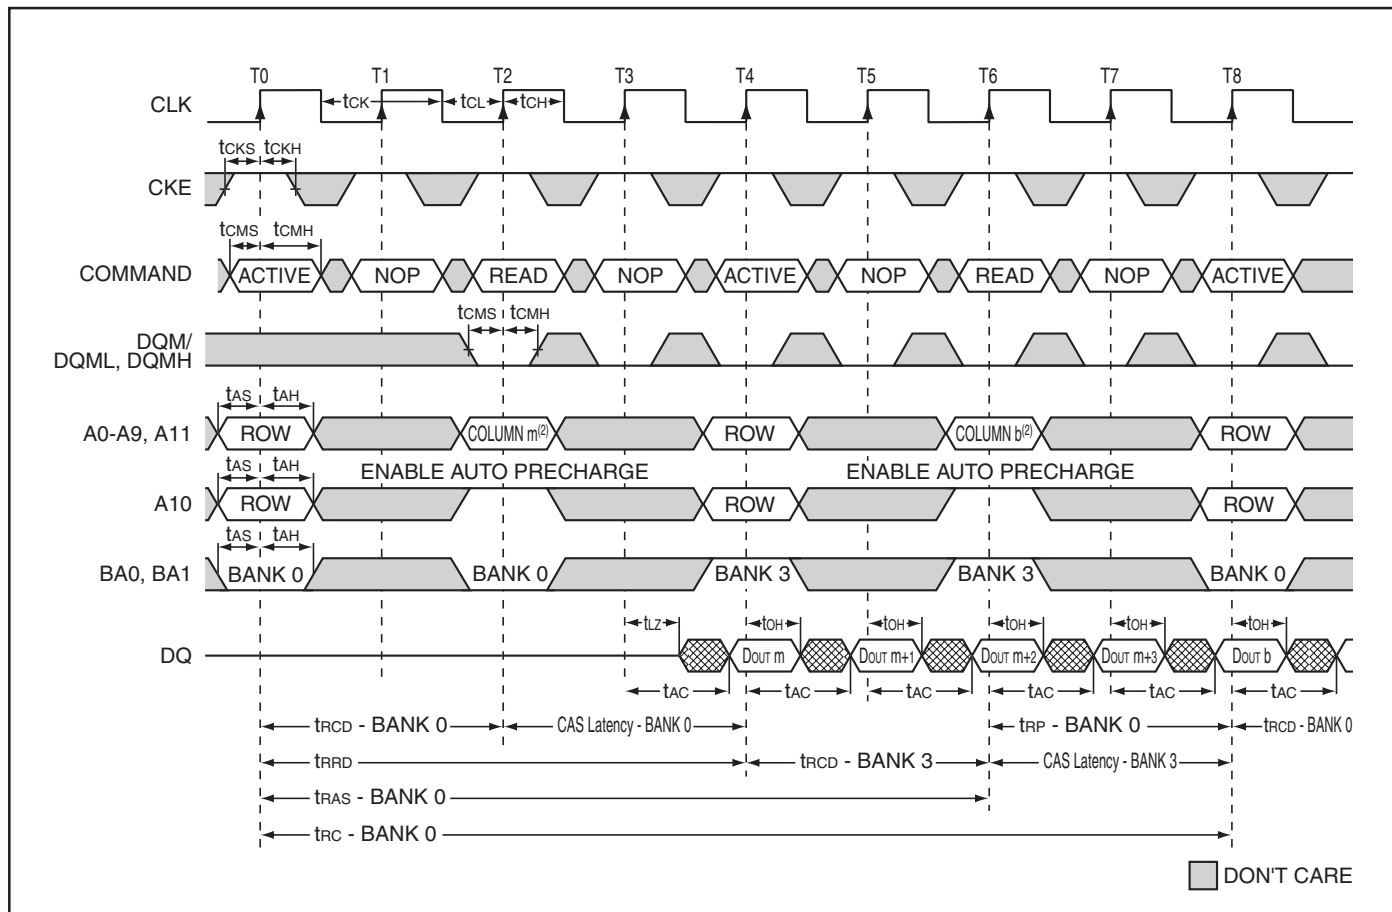 T0 T1 T2 T3 T4 T5 T6 T7 T8
CLK
tCK tCL tCH
tCKS tCKH
CKE
tCMS tCMH
COMMAND ACTIVE NOP READ NOP ACTIVE NOP READ NOP ACTIVE
tCMS tCMH
DQM/
DQML, DQMH
tAS tAH
A0-A9, A11 ROW COLUMN m(2) ROW COLUMN b(2) ROW
tAS tAH ENABLE AUTO PRECHARGE ENABLE AUTO PRECHARGE
A10 ROW ROW ROW
tAS tAH
BA0, BA1 BANK 0 BANK 0 BANK 3 BANK 3 BANK 0
tLZ tOH tOH tOH tOH tOH
DQ DOUT m DOUT m+1 DOUT m+2 DOUT m+3 DOUT b
tAC tAC tAC tAC tAC tAC
tRCD - BANK 0 CAS Latency - BANK 0 tRP - BANK 0 tRCD - BANK 0
tRRD tRCD - BANK 3 CAS Latency - BANK 3
tRAS - BANK 0
tRC - BANK 0
DON'T CARE